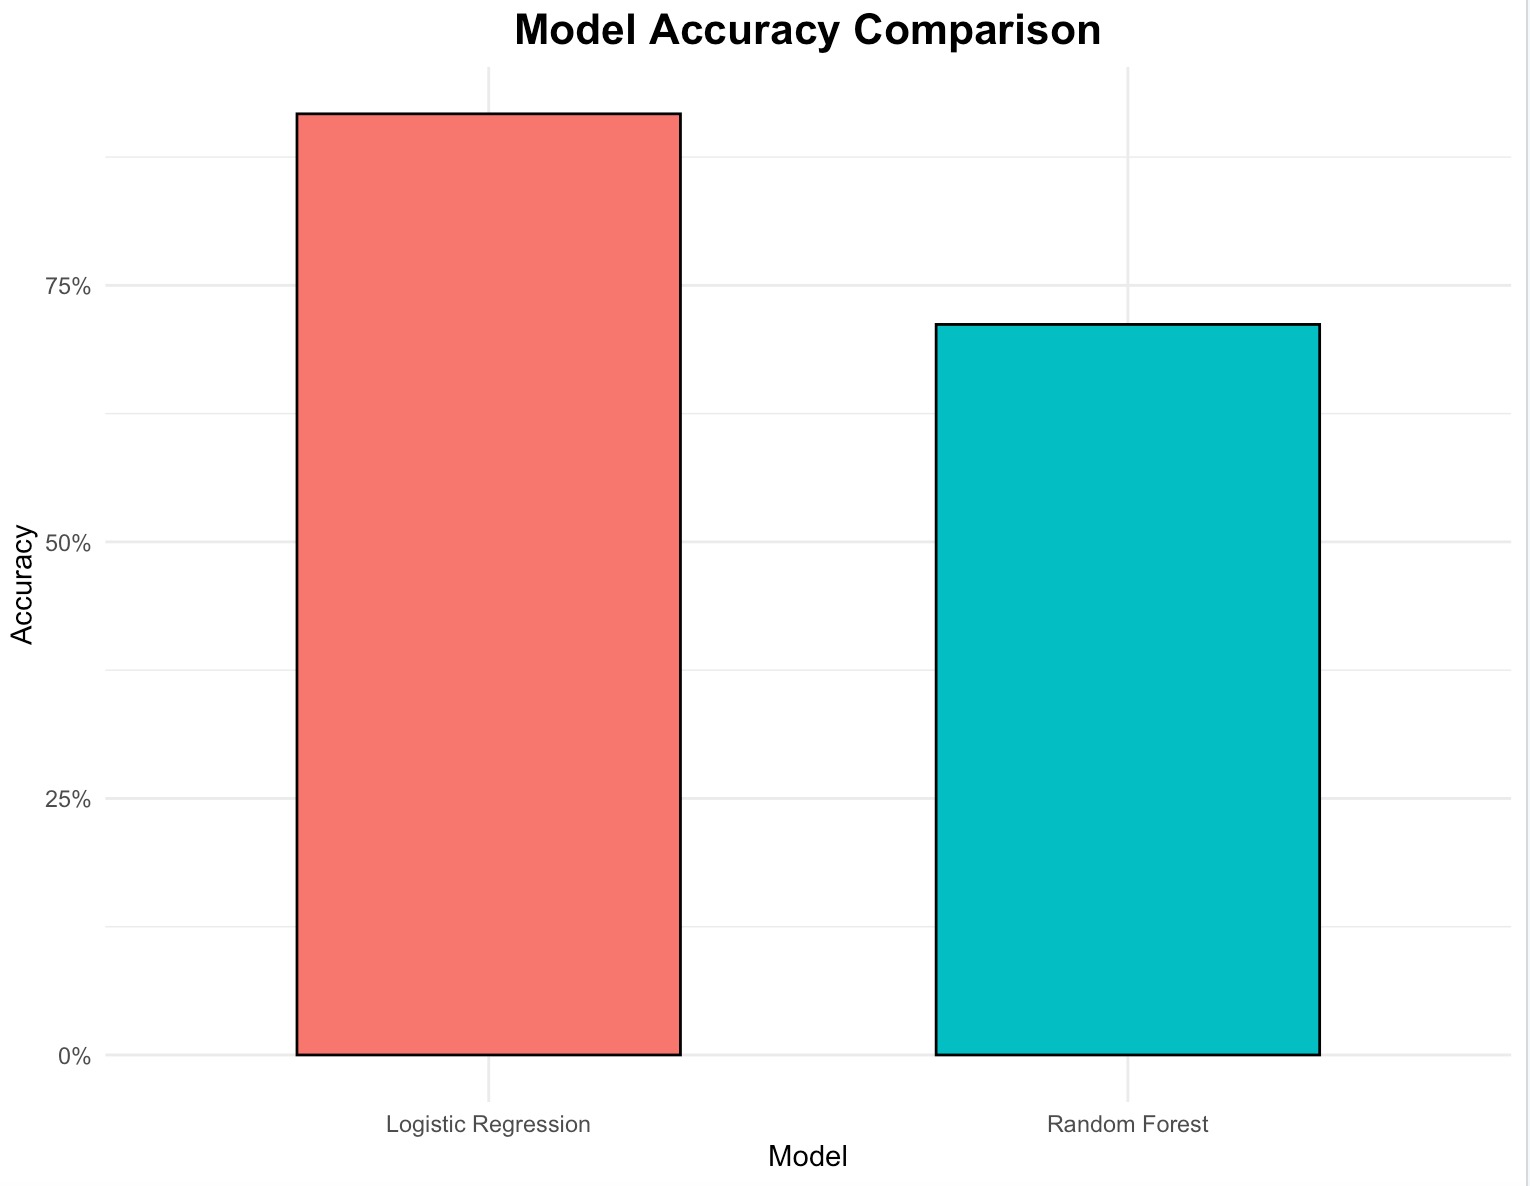 Model Accuracy Comparison
75%
50%
25%
0%
Accuracy
Logistic Regression
Random Forest
Model